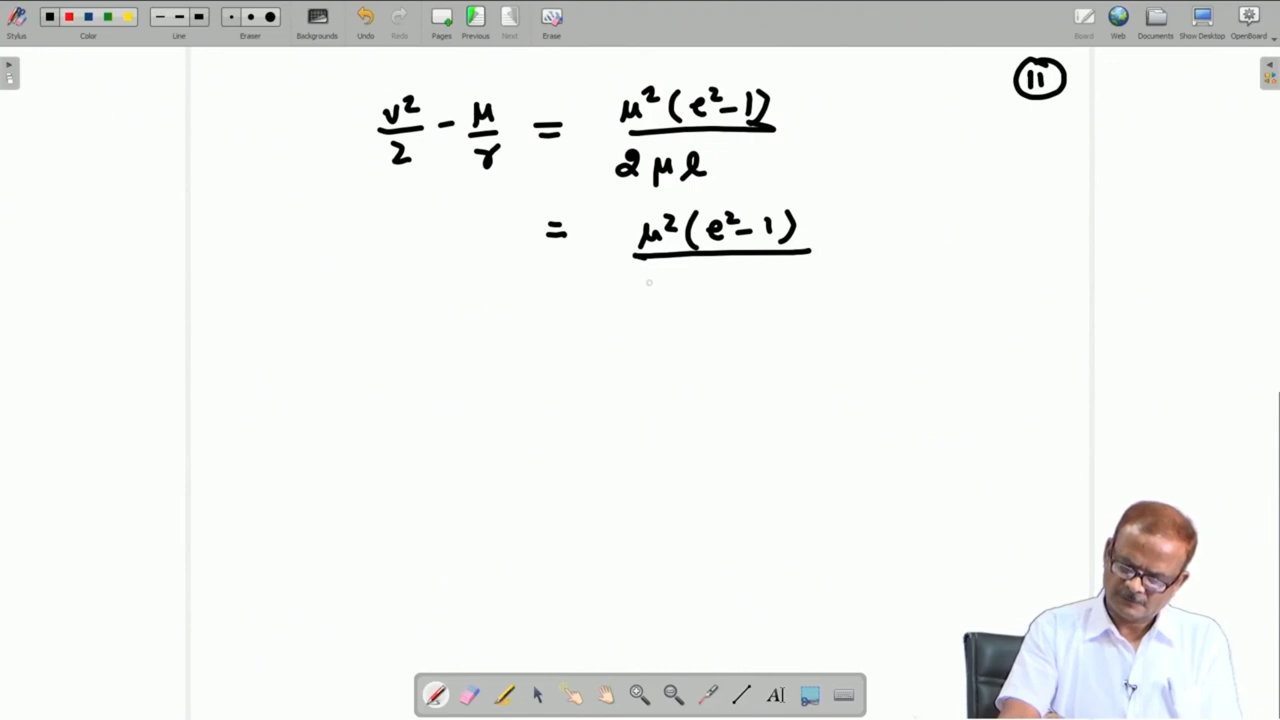 Stylus Color Line Eraser Backgrounds Undo Redo Pages Previous Next Erase Board Web Documents Show Desktop OpenBoard
11
v²/2 - μ/r = μ²(e²-1)/2μl
= μ²(e²-1)
AI